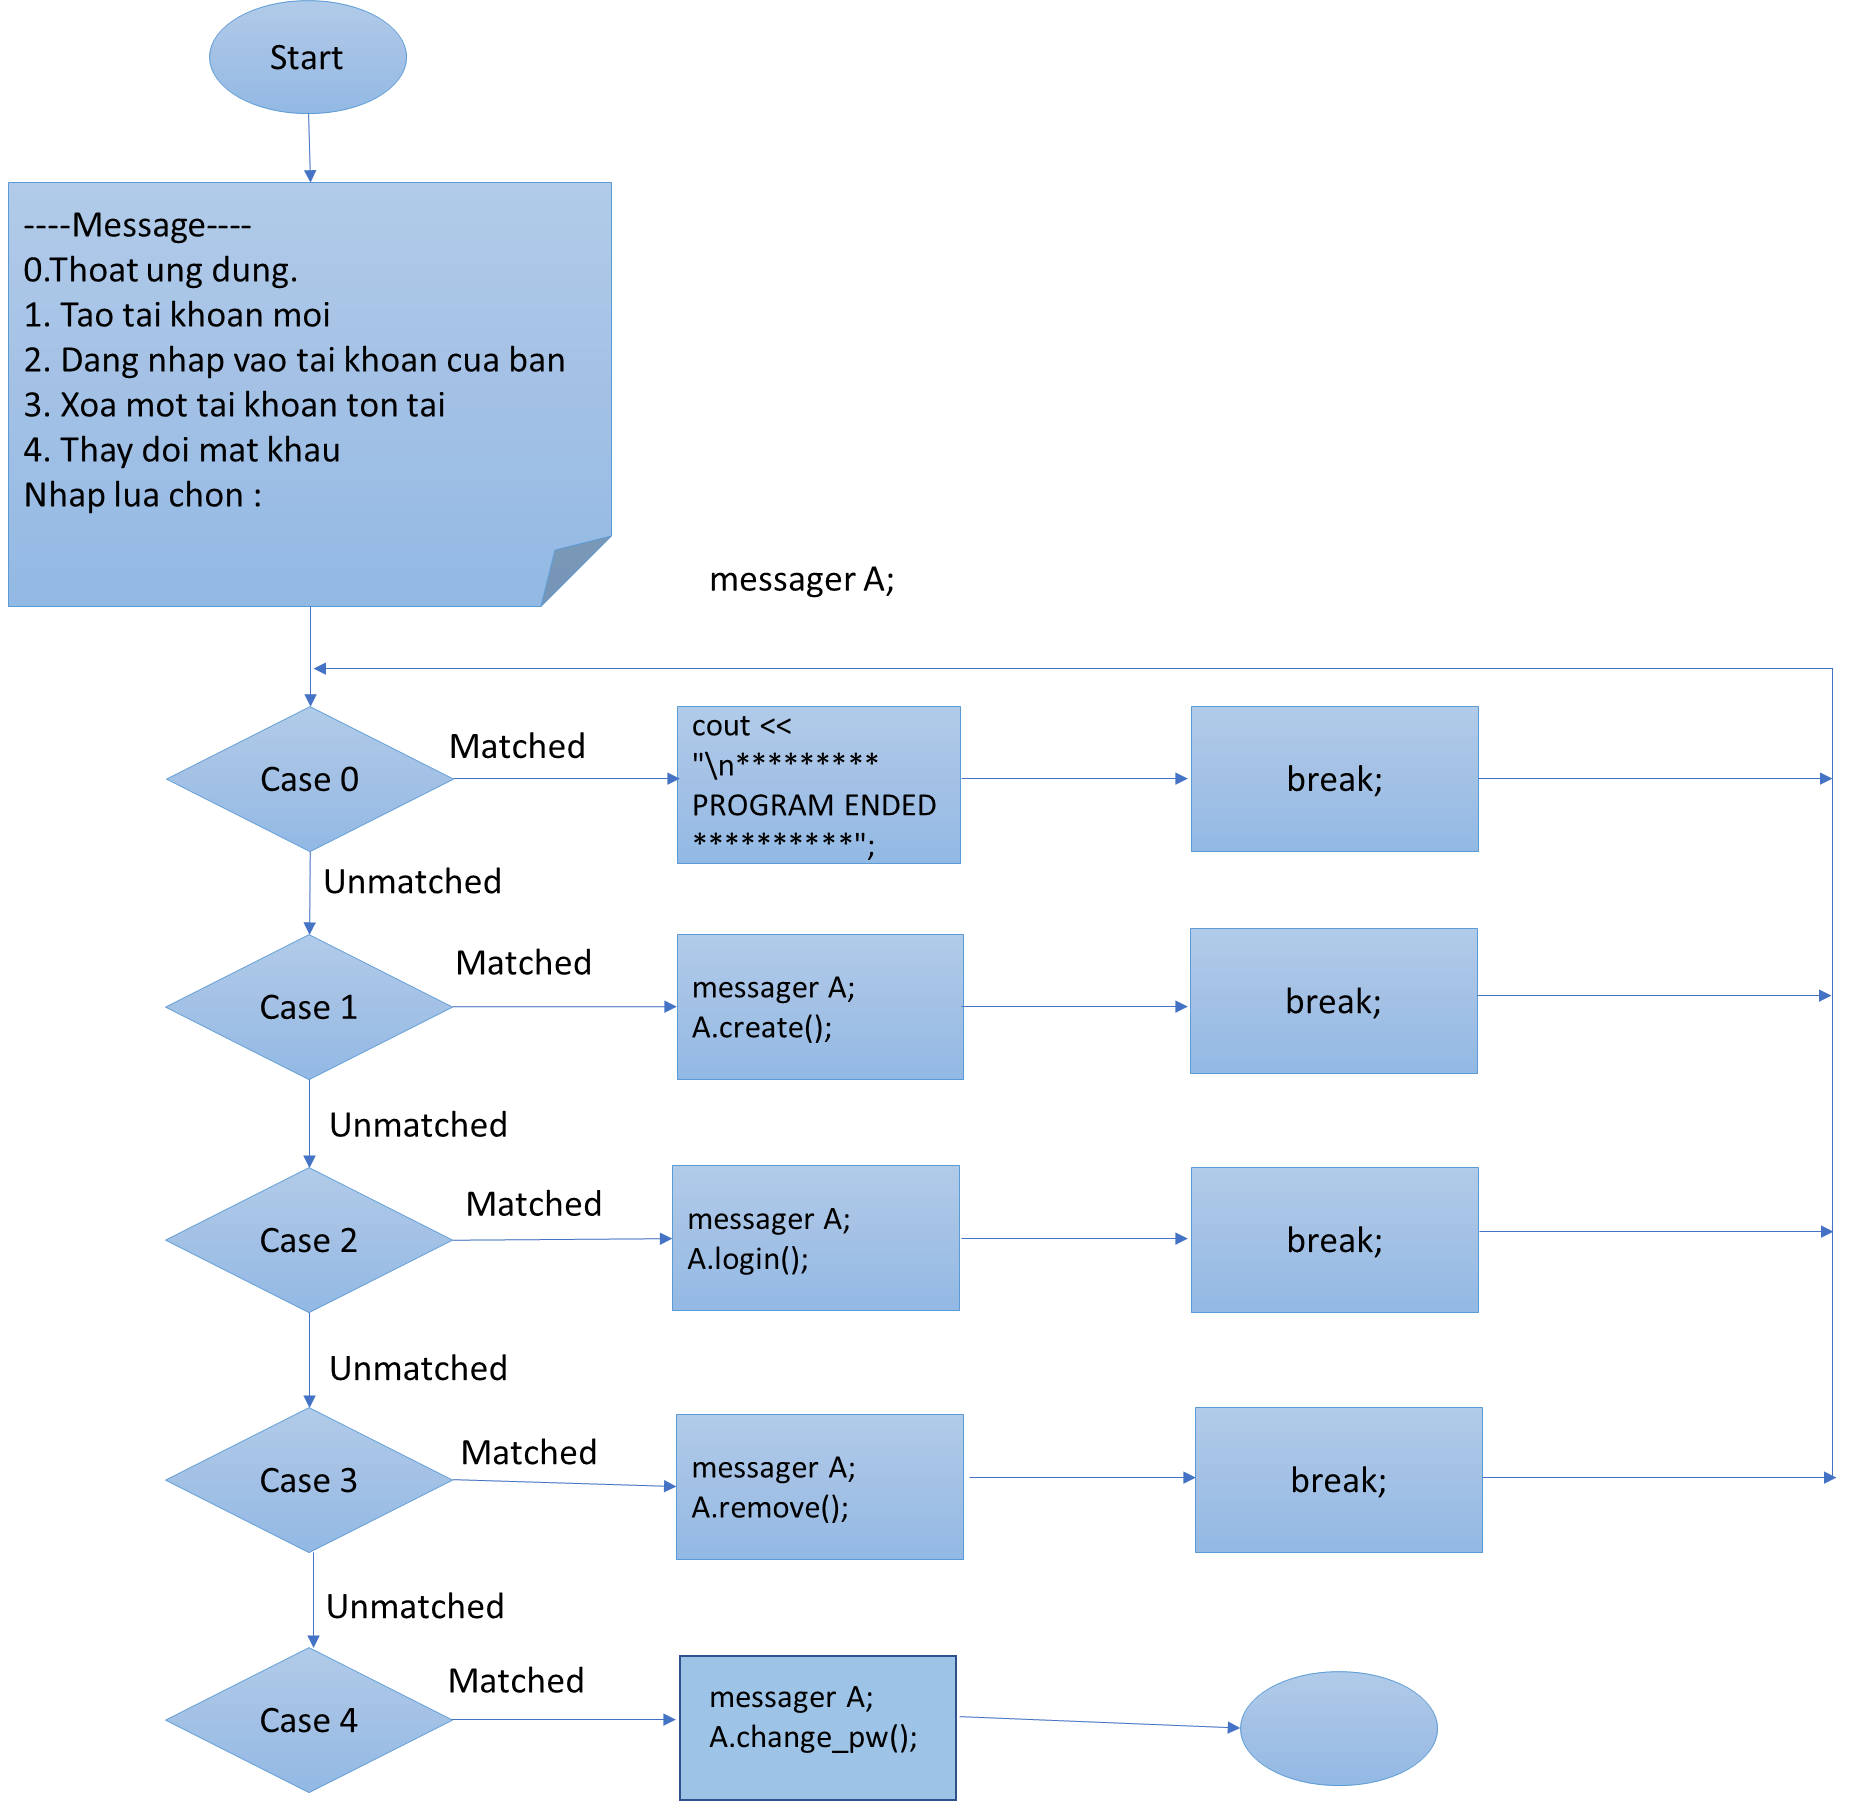 Start
----Message----
0.Thoat ung dung.
1. Tao tai khoan moi
2. Dang nhap vao tai khoan cua ban
3. Xoa mot tai khoan ton tai
4. Thay doi mat khau
Nhap lua chon :
messager A;
Case 0
Matched
cout <<
"\n*********
PROGRAM ENDED
**********";
break;
Unmatched
Case 1
Matched
messager A;
A.create();
break;
Unmatched
Case 2
Matched
messager A;
A.login();
break;
Unmatched
Case 3
Matched
messager A;
A.remove();
break;
Unmatched
Case 4
Matched
messager A;
A.change_pw();